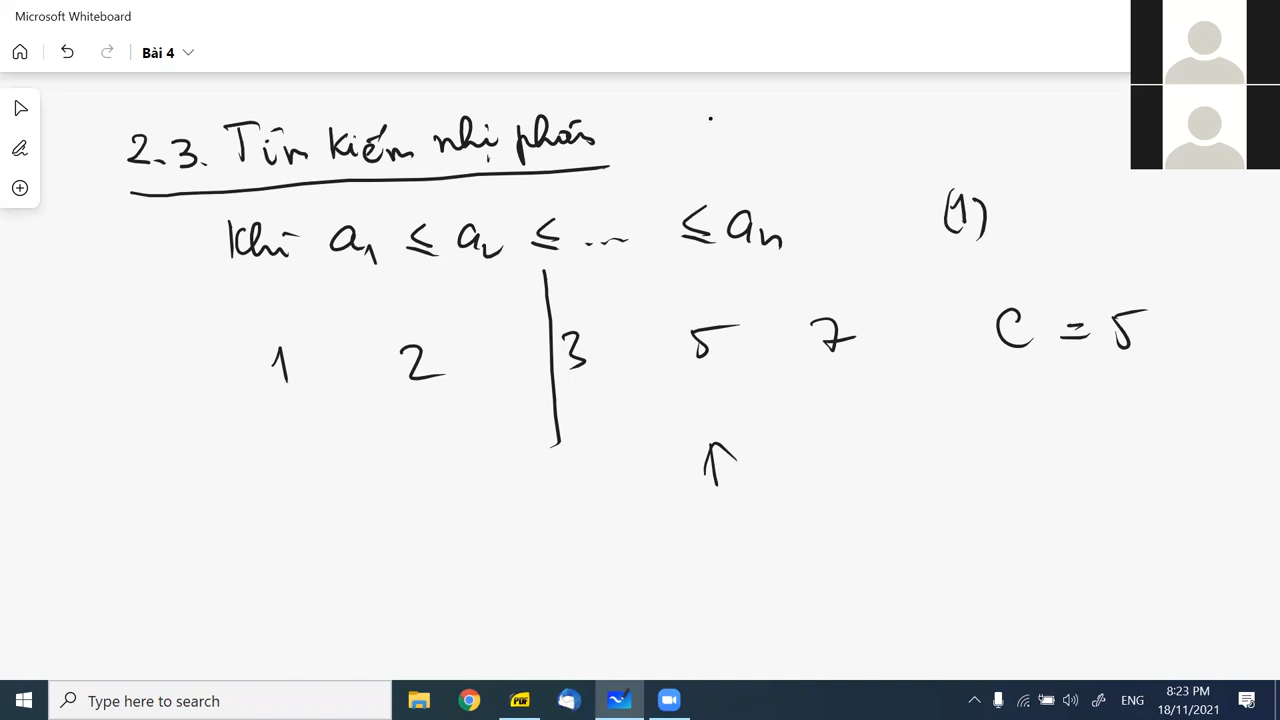 Microsoft Whiteboard
Bài 4
2.3. Tìm kiếm nhị phân
Khi a₁ ≤ a₂ ≤ ... ≤ aₙ (1)
1 2 3 5 7 C = 5
Type here to search
PDF
ENG
8:23 PM
18/11/2021